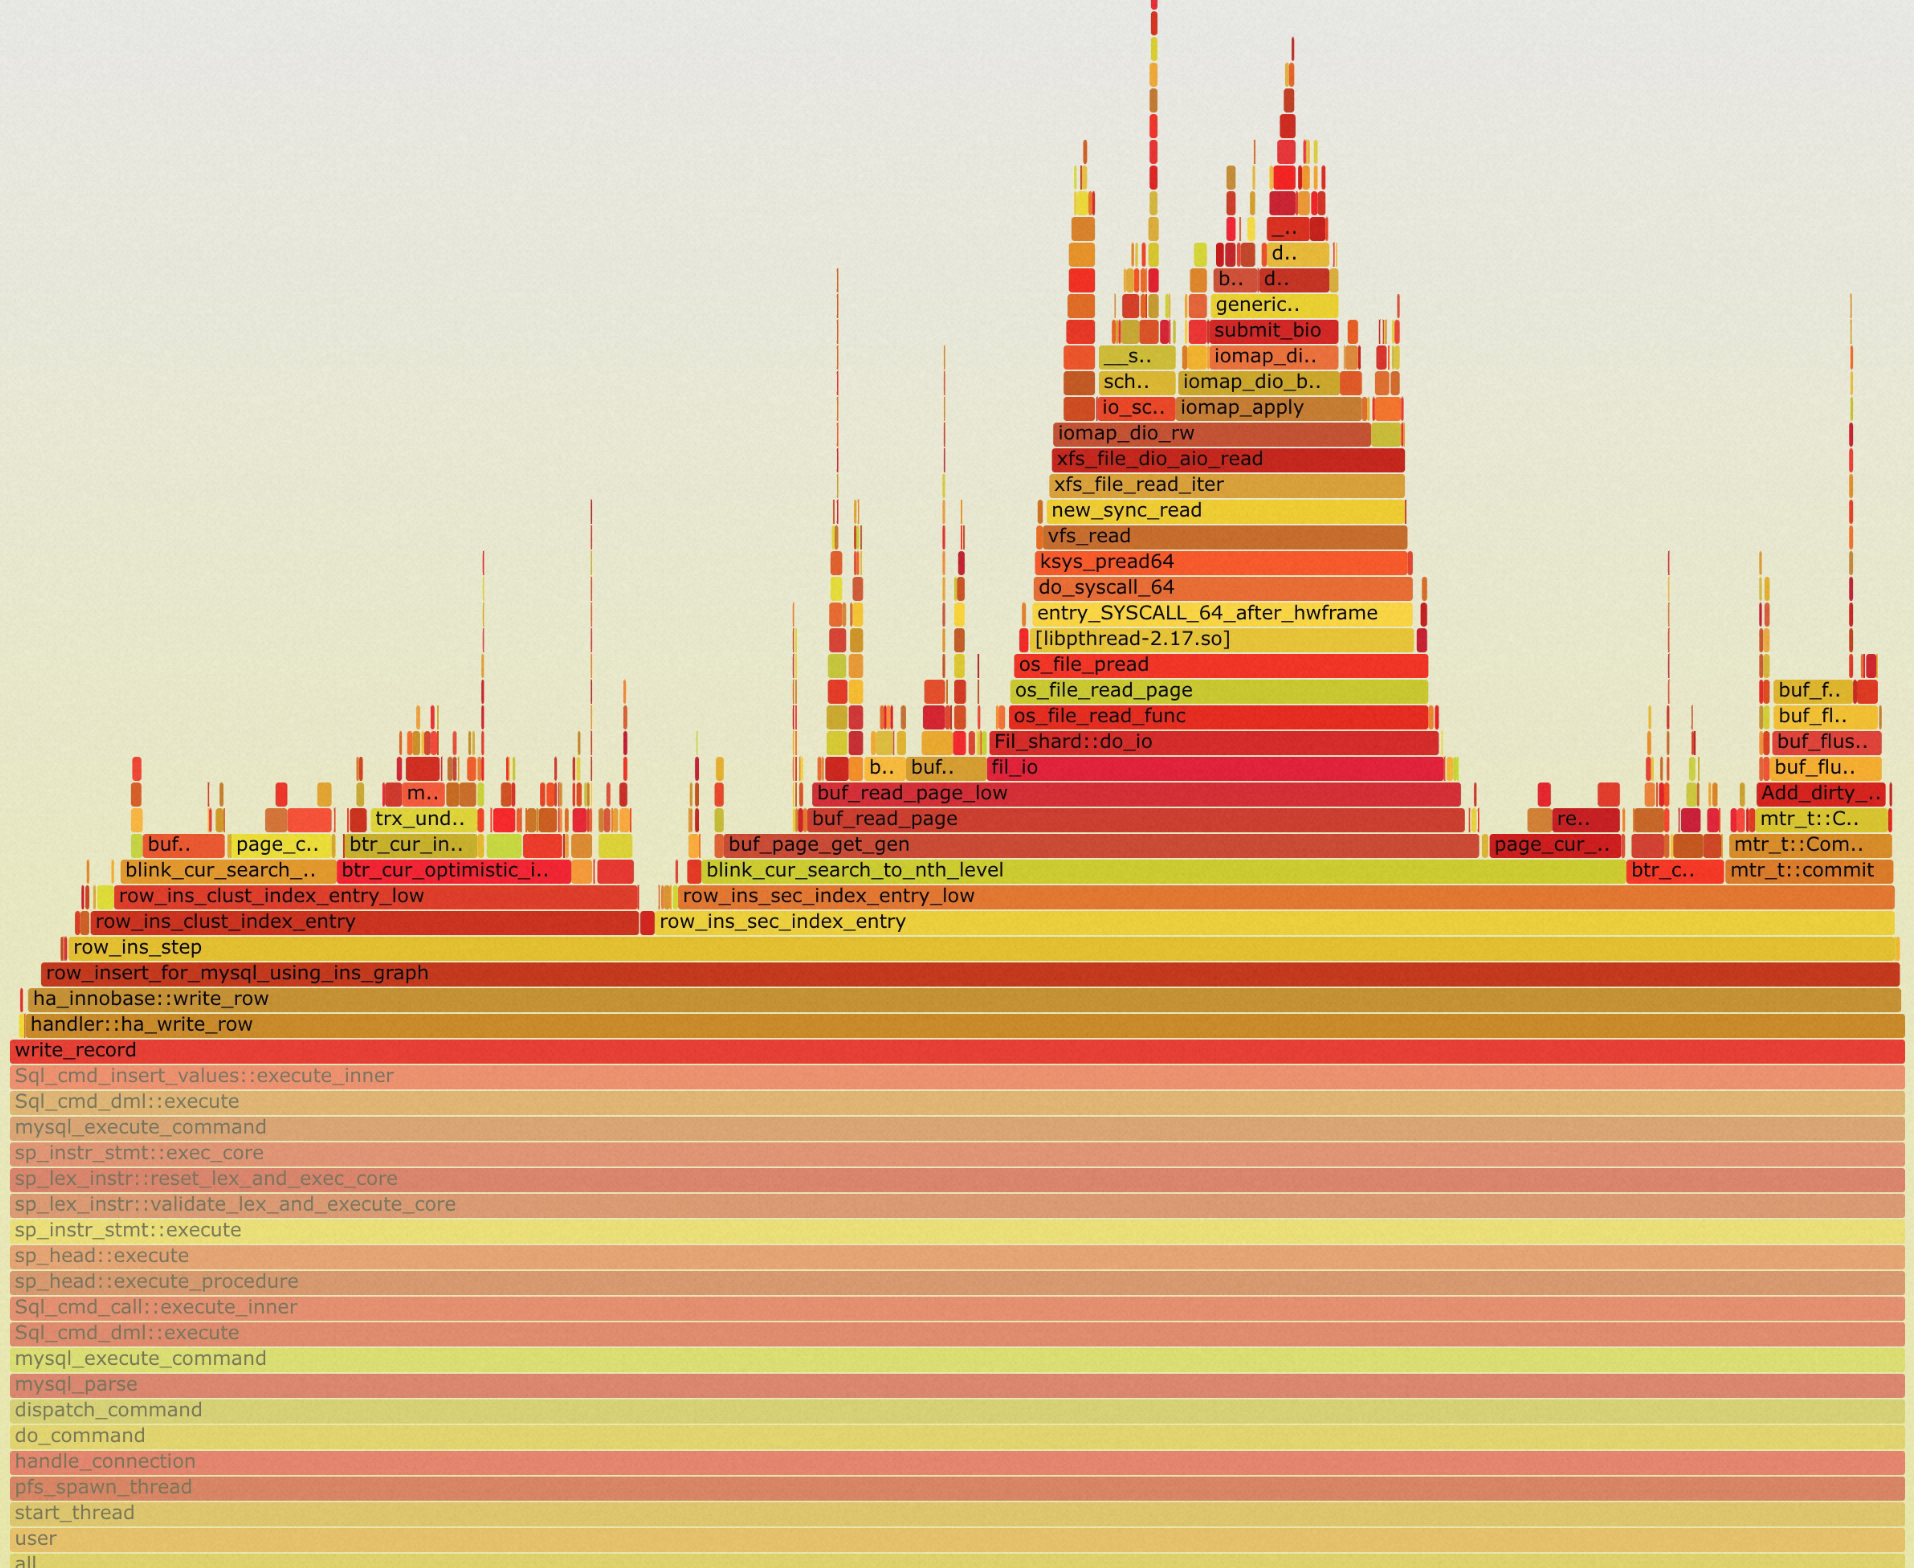 _..
d..
b.. d..
generic..
submit_bio
__s.. iomap_di..
sch.. iomap_dio_b..
io_sc.. iomap_apply
iomap_dio_rw
xfs_file_dio_aio_read
xfs_file_read_iter
new_sync_read
vfs_read
ksys_pread64
do_syscall_64
entry_SYSCALL_64_after_hwframe
[libpthread-2.17.so]
os_file_pread
os_file_read_page buf_f..
os_file_read_func buf_fl..
Fil_shard::do_io buf_flus..
b.. buf.. fil_io buf_flu..
m.. buf_read_page_low Add_dirty_..
trx_und.. buf_read_page re.. mtr_t::C..
buf.. page_c.. btr_cur_in.. buf_page_get_gen page_cur_.. mtr_t::Com..
blink_cur_search_.. btr_cur_optimistic_i.. blink_cur_search_to_nth_level btr_c.. mtr_t::commit
row_ins_clust_index_entry_low row_ins_sec_index_entry_low
row_ins_clust_index_entry row_ins_sec_index_entry
row_ins_step
row_insert_for_mysql_using_ins_graph
ha_innobase::write_row
handler::ha_write_row
write_record
Sql_cmd_insert_values::execute_inner
Sql_cmd_dml::execute
mysql_execute_command
sp_instr_stmt::exec_core
sp_lex_instr::reset_lex_and_exec_core
sp_lex_instr::validate_lex_and_execute_core
sp_instr_stmt::execute
sp_head::execute
sp_head::execute_procedure
Sql_cmd_call::execute_inner
Sql_cmd_dml::execute
mysql_execute_command
mysql_parse
dispatch_command
do_command
handle_connection
pfs_spawn_thread
start_thread
user
all